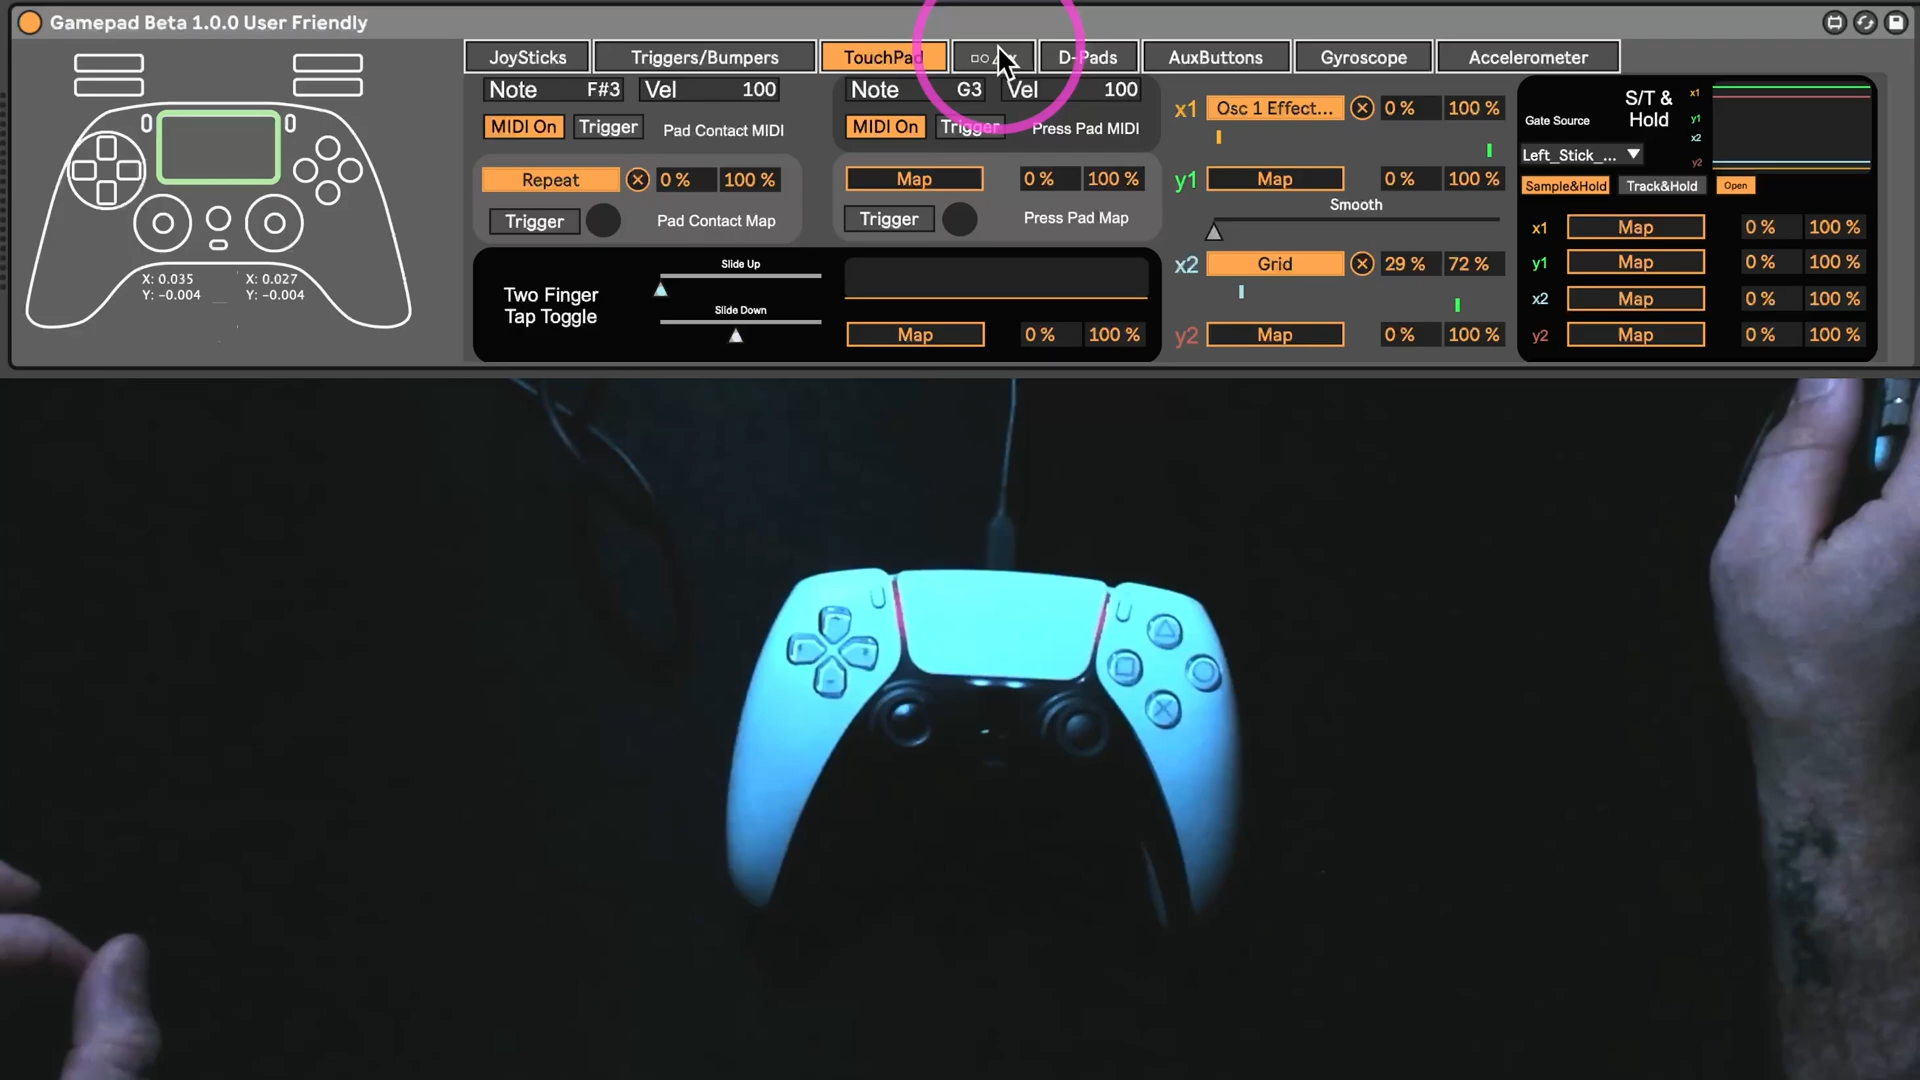 Gamepad Beta 1.0.0 User Friendly
JoySticks
Triggers/Bumpers
TouchPad
D-Pads
AuxButtons
Gyroscope
Accelerometer
Note F#3 Vel 100
MIDI On Trigger Pad Contact MIDI
Repeat 0 % 100 %
Trigger Pad Contact Map
Note G3 Vel 100
MIDI On Trigger Press Pad MIDI
Map 0 % 100 %
Trigger Press Pad Map
Two Finger
Tap Toggle
Slide Up
Slide Down
Map 0 % 100 %
x1 Osc 1 Effect... 0 % 100 %
y1 Map 0 % 100 %
Smooth
x2 Grid 29 % 72 %
y2 Map 0 % 100 %
Gate Source
S/T &
Hold
x1
y1
x2
y2
Left_Stick_...
Sample&Hold Track&Hold Open
x1 Map 0 % 100 %
y1 Map 0 % 100 %
x2 Map 0 % 100 %
y2 Map 0 % 100 %
X: 0.035 X: 0.027
Y: -0.004 Y: -0.004